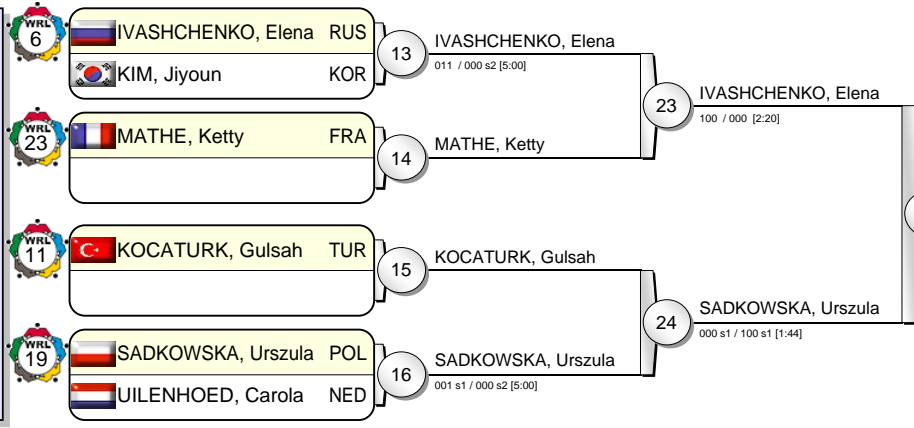 WRL 6 IVASHCHENKO, Elena RUS
KIM, Jiyoun KOR
13
IVASHCHENKO, Elena
011 / 000 s2 [5:00]
WRL 23 MATHE, Ketty FRA
14
MATHE, Ketty
23
IVASHCHENKO, Elena
100 / 000 [2:20]
WRL 11 KOCATURK, Gulsah TUR
15
KOCATURK, Gulsah
WRL 19 SADKOWSKA, Urszula POL
UILENHOED, Carola NED
16
SADKOWSKA, Urszula
001 s1 / 000 s2 [5:00]
24
SADKOWSKA, Urszula
000 s1 / 100 s1 [1:44]